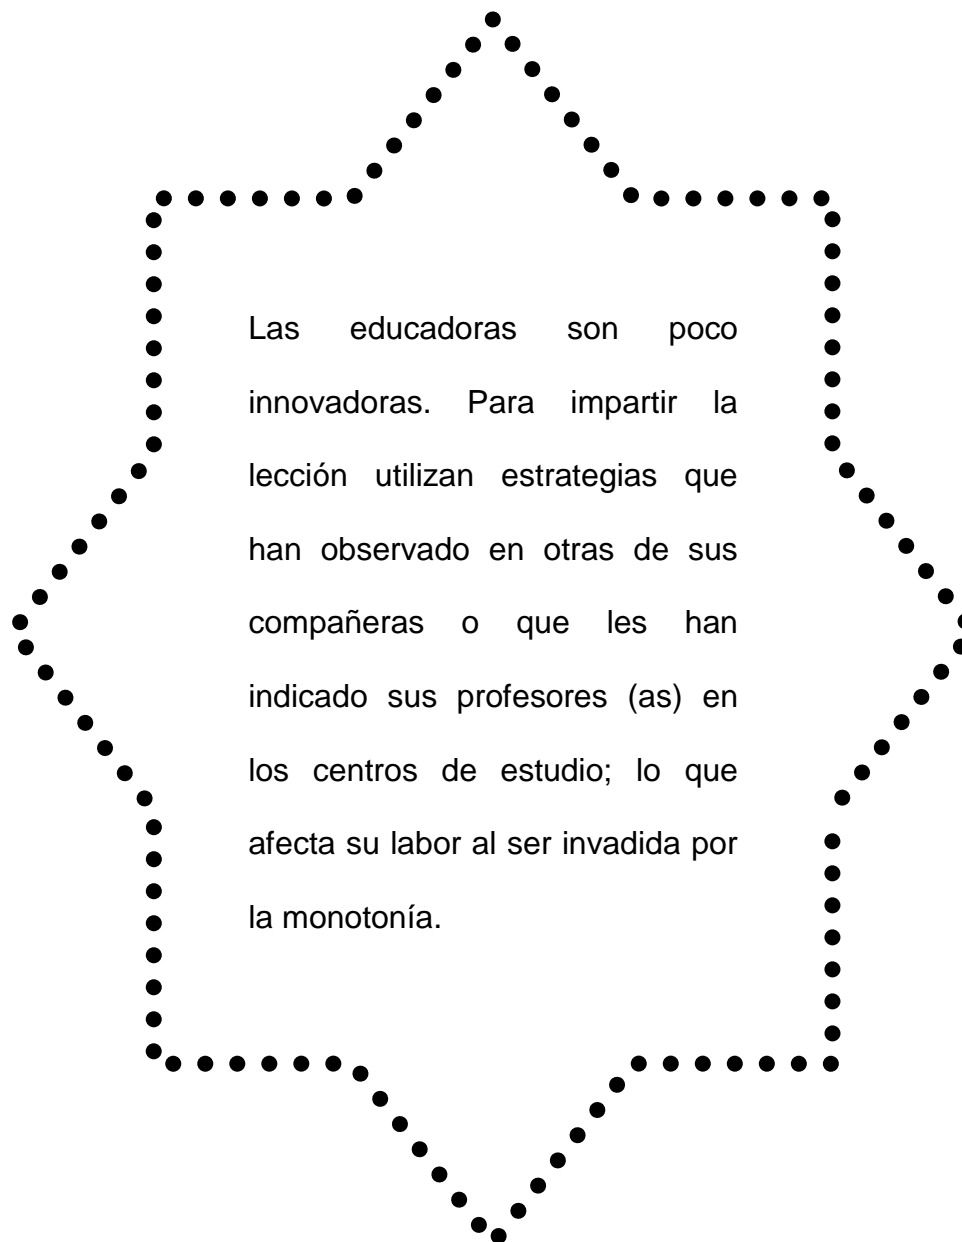 Las educadoras son poco
innovadoras. Para impartir la
lección utilizan estrategias que
han observado en otras de sus
compañeras o que les han
indicado sus profesores (as) en
los centros de estudio; lo que
afecta su labor al ser invadida por
la monotonía.